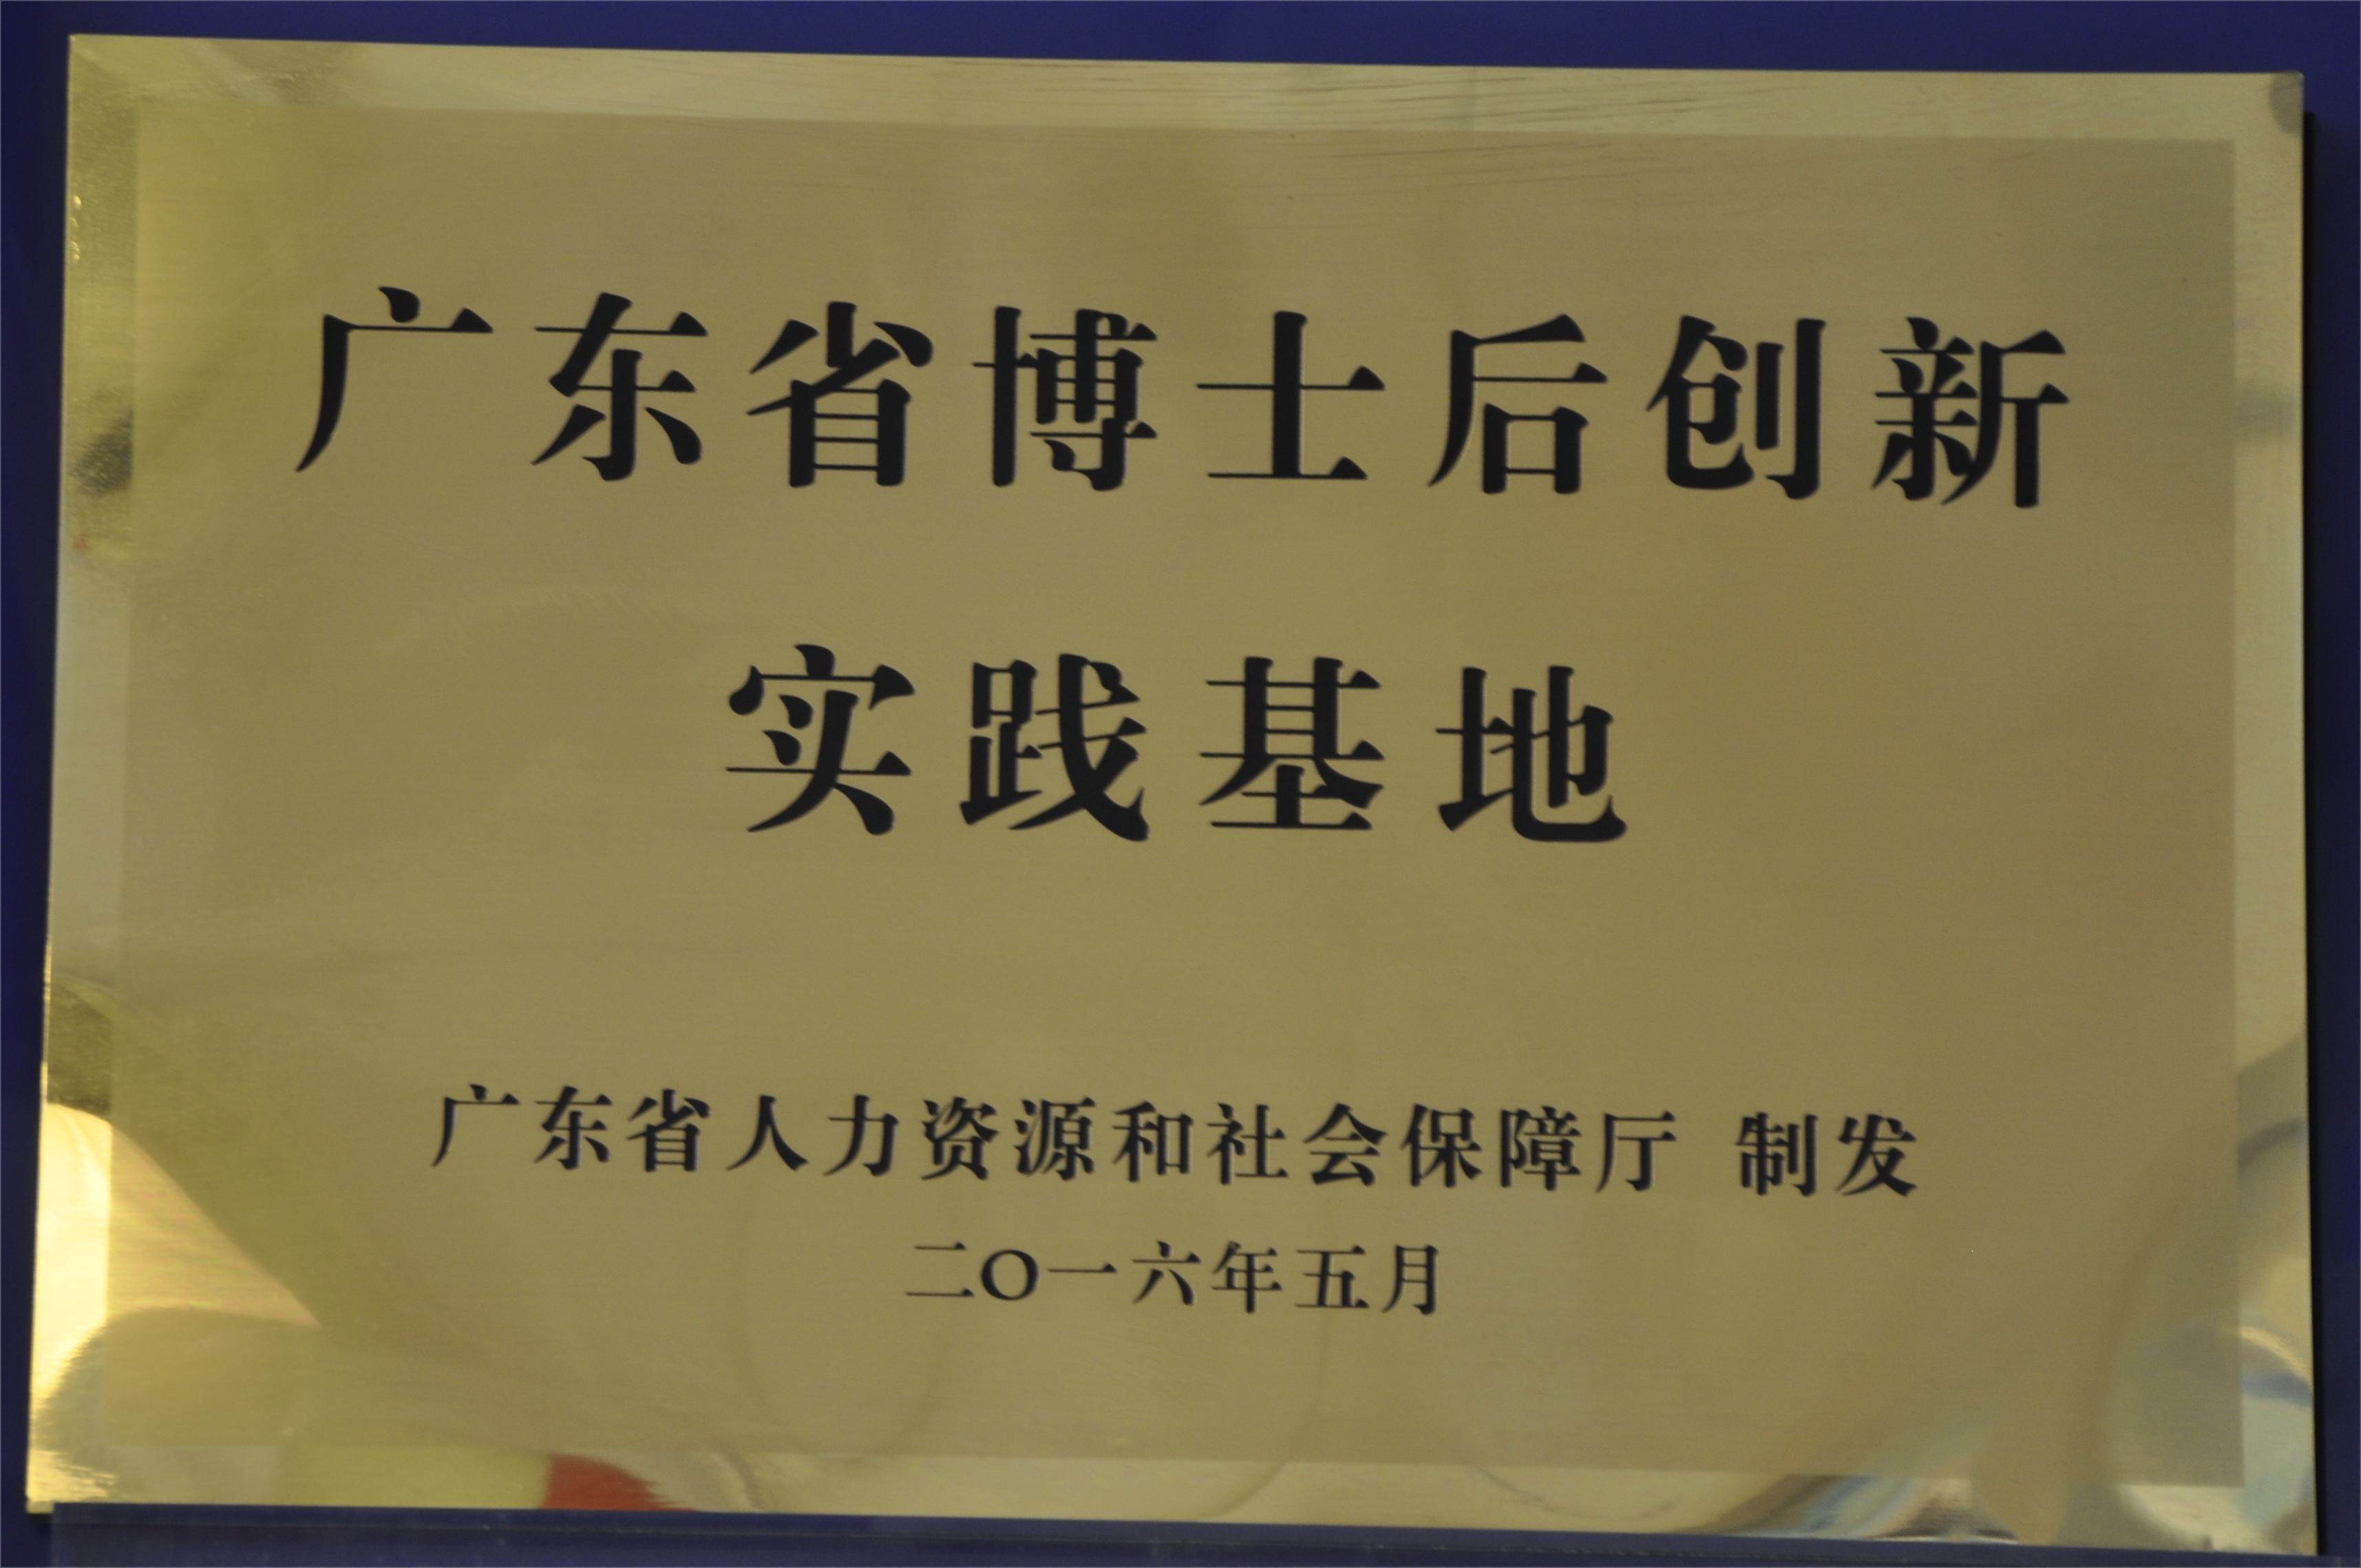 广东省博士后创新
实践基地
广东省人力资源和社会保障厅 制发
二〇一六年五月